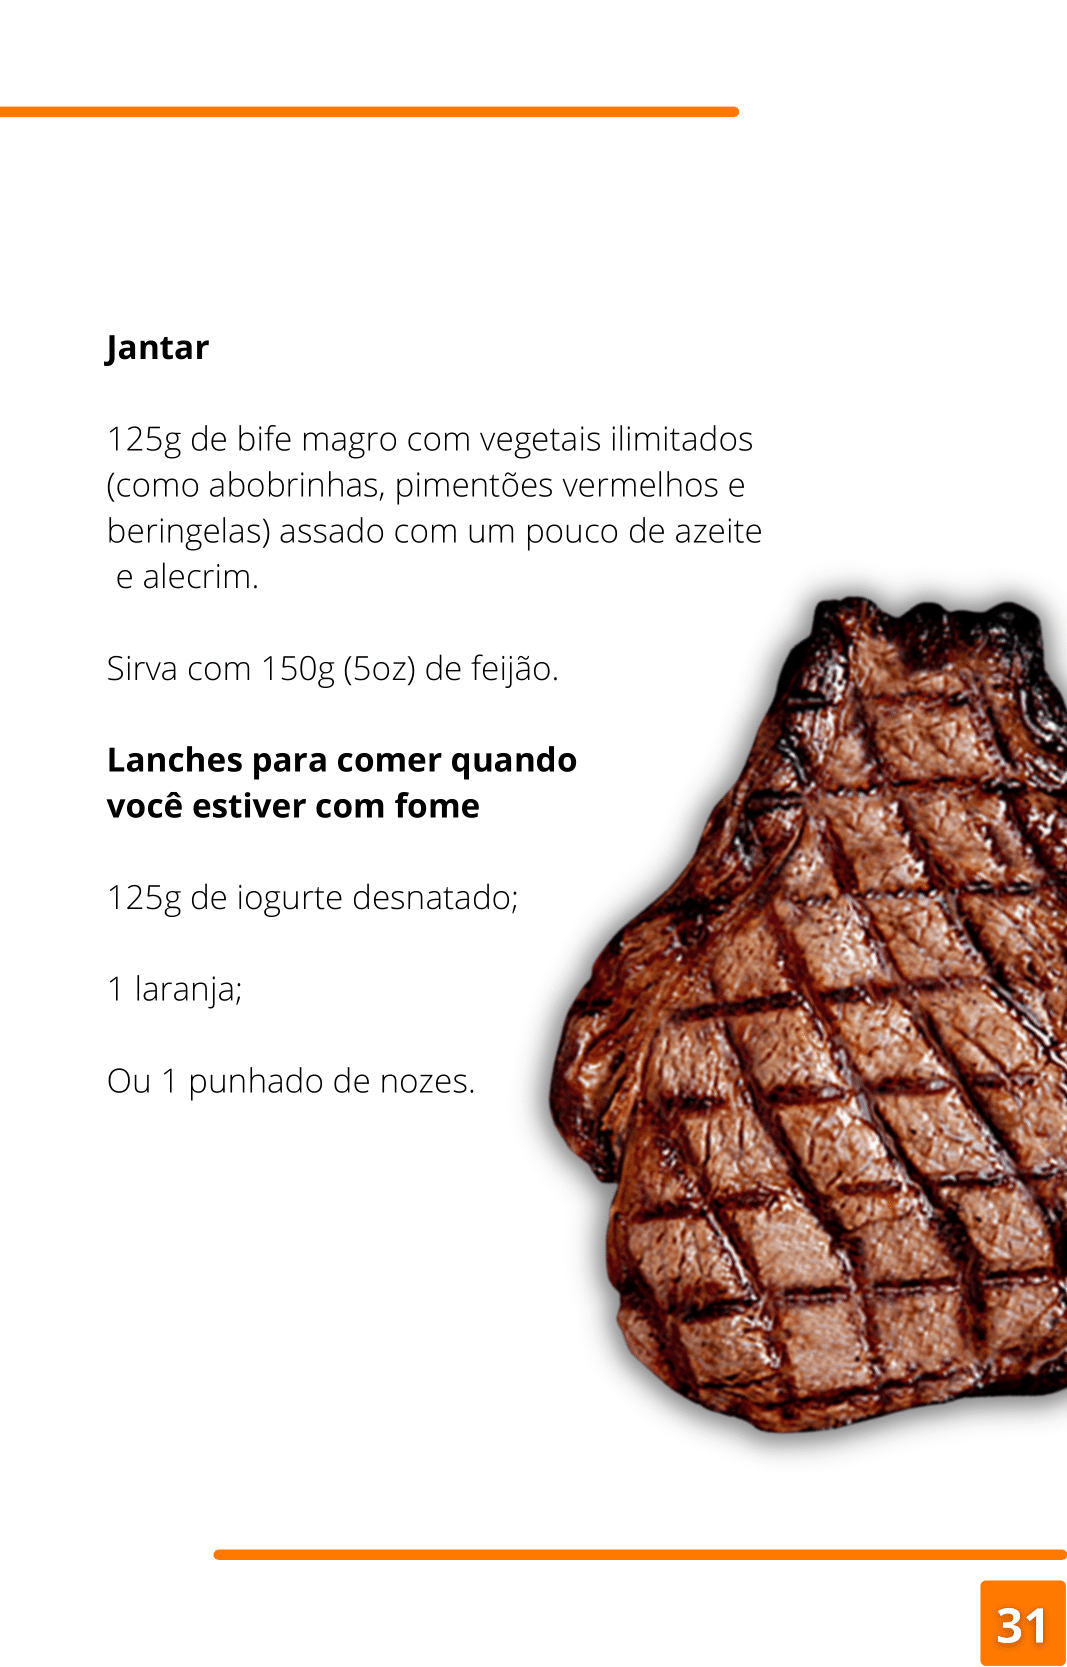 Jantar
125g de bife magro com vegetais ilimitados
(como abobrinhas, pimentões vermelhos e
beringelas) assado com um pouco de azeite
e alecrim.
Sirva com 150g (5oz) de feijão.
Lanches para comer quando
você estiver com fome
125g de iogurte desnatado;
1 laranja;
Ou 1 punhado de nozes.
31